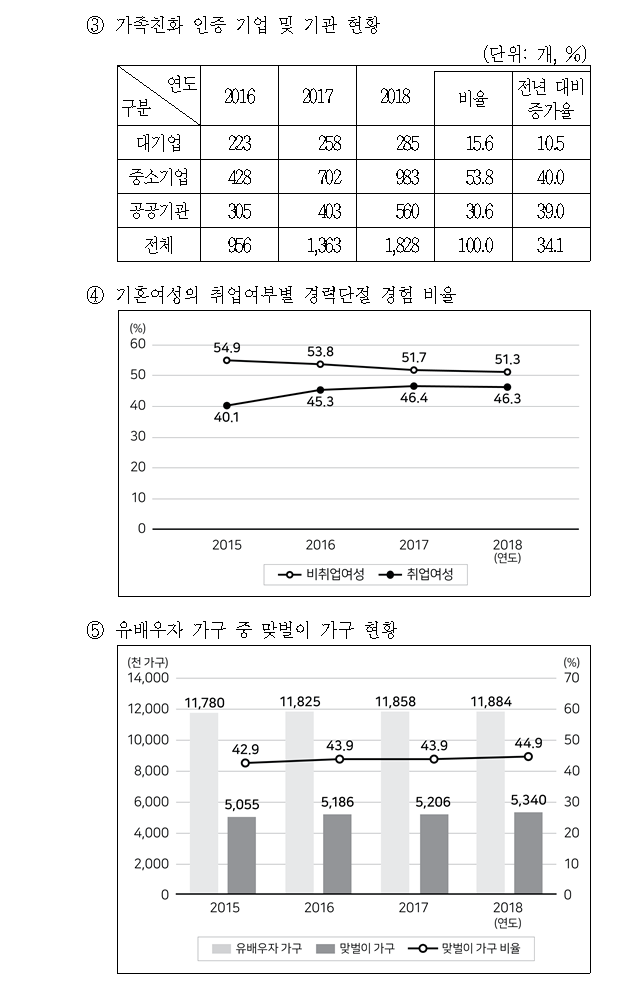 ③ 가족친화 인증 기업 및 기관 현황
(단위: 개, %)
구분 연도 2016 2017 2018 비율 전년 대비 증가율
대기업 223 258 285 15.6 10.5
중소기업 428 702 983 53.8 40.0
공공기관 305 403 560 30.6 39.0
전체 956 1,363 1,828 100.0 34.1
④ 기혼여성의 취업여부별 경력단절 경험 비율
(%)
60
50
40
30
20
10
0
54.9 53.8 51.7 51.3
40.1 45.3 46.4 46.3
2015 2016 2017 2018
(연도)
비취업여성 취업여성
⑤ 유배우자 가구 중 맞벌이 가구 현황
(천 가구) (%)
14,000 70
12,000 60
10,000 50
8,000 40
6,000 30
4,000 20
2,000 10
0 0
11,780 11,825 11,858 11,884
42.9 43.9 43.9 44.9
5,055 5,186 5,206 5,340
2015 2016 2017 2018
(연도)
유배우자 가구 맞벌이 가구 맞벌이 가구 비율